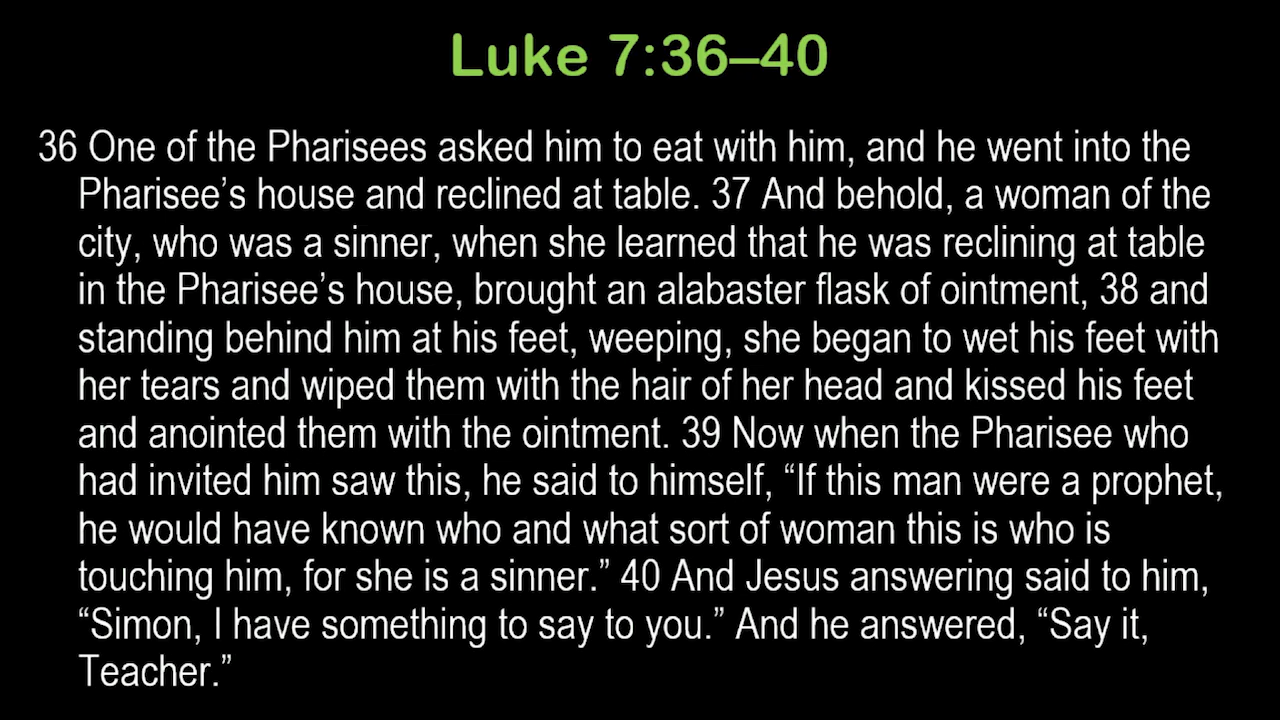 Luke 7:36–40
36 One of the Pharisees asked him to eat with him, and he went into the
Pharisee’s house and reclined at table. 37 And behold, a woman of the
city, who was a sinner, when she learned that he was reclining at table
in the Pharisee’s house, brought an alabaster flask of ointment, 38 and
standing behind him at his feet, weeping, she began to wet his feet with
her tears and wiped them with the hair of her head and kissed his feet
and anointed them with the ointment. 39 Now when the Pharisee who
had invited him saw this, he said to himself, “If this man were a prophet,
he would have known who and what sort of woman this is who is
touching him, for she is a sinner.” 40 And Jesus answering said to him,
“Simon, I have something to say to you.” And he answered, “Say it,
Teacher.”